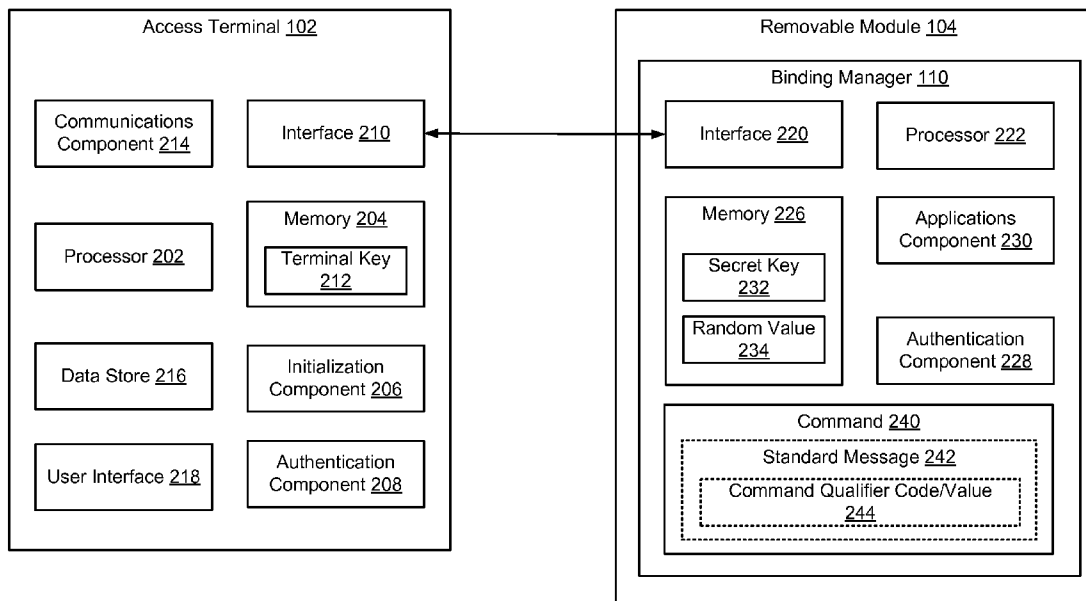 Access Terminal 102
Communications
Component 214
Interface 210
Processor 202
Memory 204
Terminal Key
212
Data Store 216
Initialization
Component 206
User Interface 218
Authentication
Component 208
Removable Module 104
Binding Manager 110
Interface 220
Processor 222
Memory 226
Secret Key
232
Random Value
234
Applications
Component 230
Authentication
Component 228
Command 240
Standard Message 242
Command Qualifier Code/Value
244